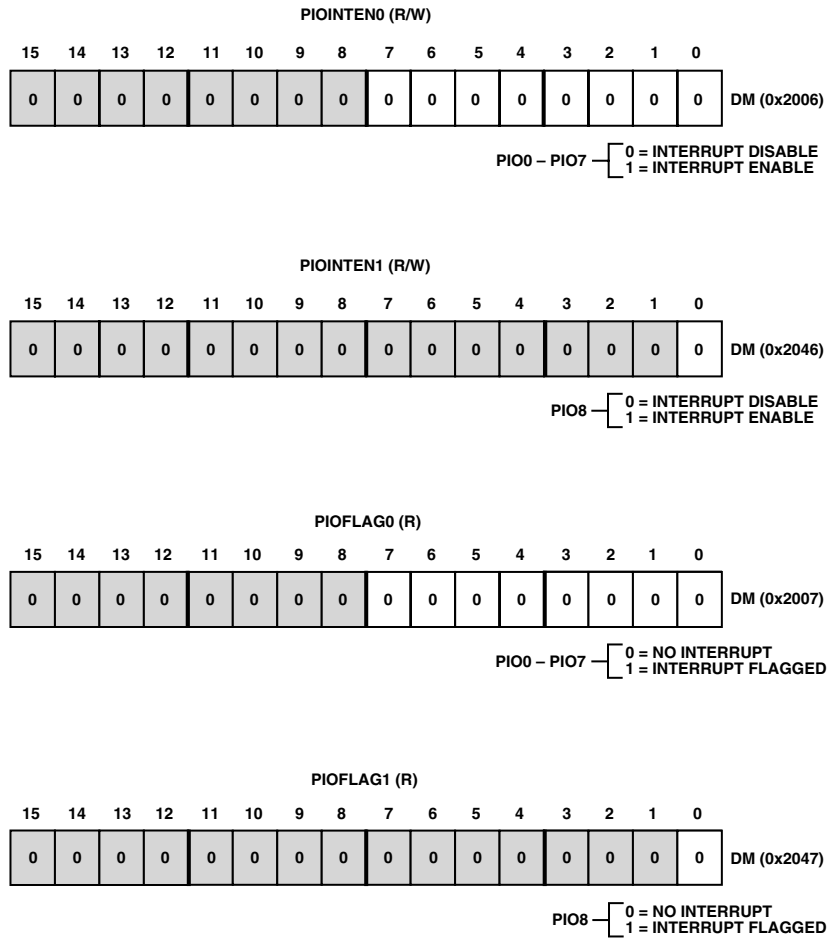 PIOINTEN0 (R/W)
15 14 13 12 11 10 9 8 7 6 5 4 3 2 1 0
0 0 0 0 0 0 0 0 0 0 0 0 0 0 0 0 DM (0x2006)
PIO0 – PIO7 0 = INTERRUPT DISABLE
1 = INTERRUPT ENABLE
PIOINTEN1 (R/W)
15 14 13 12 11 10 9 8 7 6 5 4 3 2 1 0
0 0 0 0 0 0 0 0 0 0 0 0 0 0 0 0 DM (0x2046)
PIO8 0 = INTERRUPT DISABLE
1 = INTERRUPT ENABLE
PIOFLAG0 (R)
15 14 13 12 11 10 9 8 7 6 5 4 3 2 1 0
0 0 0 0 0 0 0 0 0 0 0 0 0 0 0 0 DM (0x2007)
PIO0 – PIO7 0 = NO INTERRUPT
1 = INTERRUPT FLAGGED
PIOFLAG1 (R)
15 14 13 12 11 10 9 8 7 6 5 4 3 2 1 0
0 0 0 0 0 0 0 0 0 0 0 0 0 0 0 0 DM (0x2047)
PIO8 0 = NO INTERRUPT
1 = INTERRUPT FLAGGED